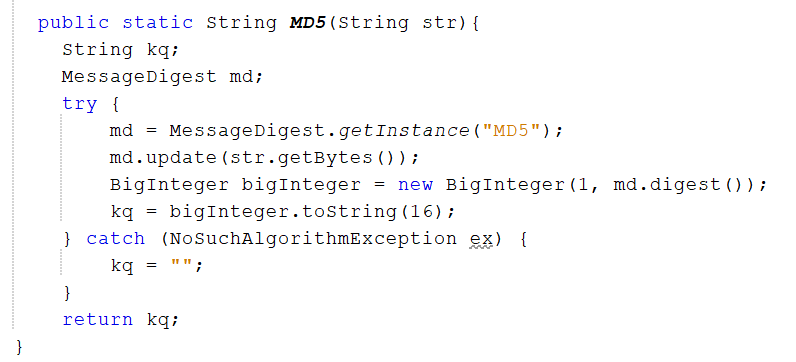 public static String MD5(String str){
String kq;
MessageDigest md;
try {
md = MessageDigest.getInstance("MD5");
md.update(str.getBytes());
BigInteger bigInteger = new BigInteger(1, md.digest());
kq = bigInteger.toString(16);
} catch (NoSuchAlgorithmException ex) {
kq = "";
}
return kq;
}